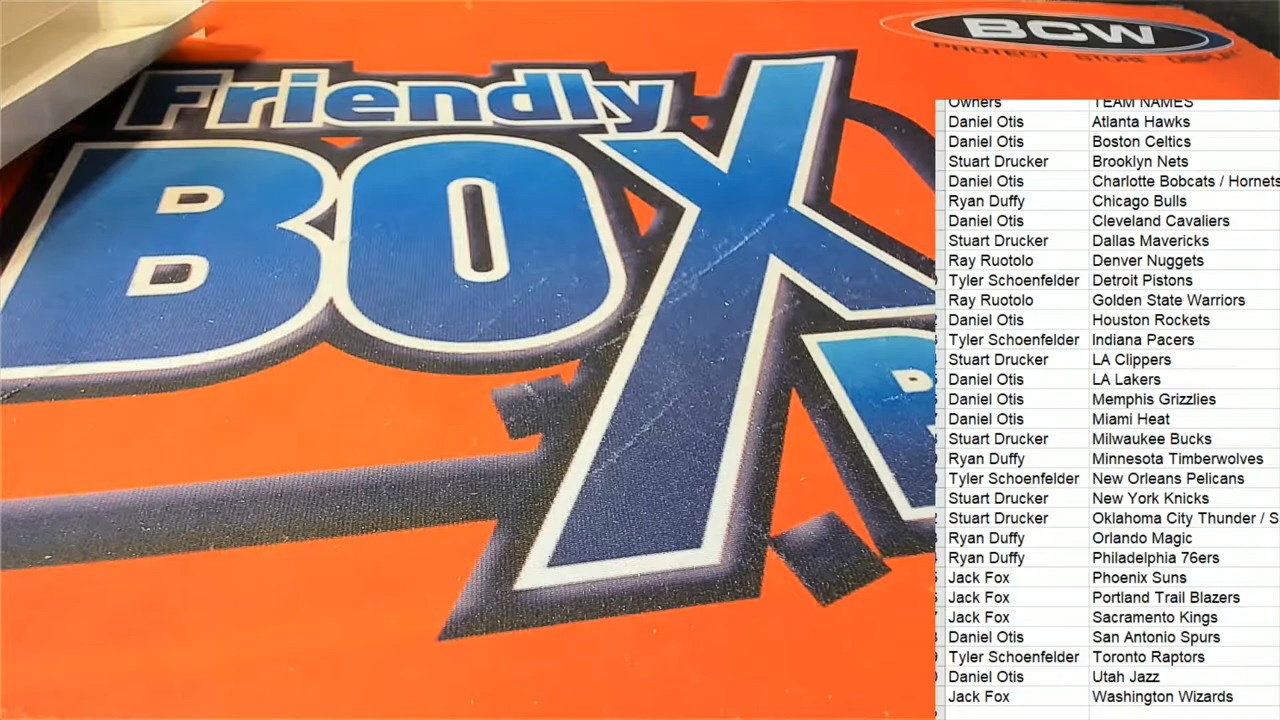 Friendly
BOX
BCW
PROTECT STORE DISPLAY
Owners TEAM NAMES
Daniel Otis Atlanta Hawks
Daniel Otis Boston Celtics
Stuart Drucker Brooklyn Nets
Daniel Otis Charlotte Bobcats / Hornets
Ryan Duffy Chicago Bulls
Daniel Otis Cleveland Cavaliers
Stuart Drucker Dallas Mavericks
Ray Ruotolo Denver Nuggets
Tyler Schoenfelder Detroit Pistons
Ray Ruotolo Golden State Warriors
Daniel Otis Houston Rockets
Tyler Schoenfelder Indiana Pacers
Stuart Drucker LA Clippers
Daniel Otis LA Lakers
Daniel Otis Memphis Grizzlies
Daniel Otis Miami Heat
Stuart Drucker Milwaukee Bucks
Ryan Duffy Minnesota Timberwolves
Tyler Schoenfelder New Orleans Pelicans
Stuart Drucker New York Knicks
Stuart Drucker Oklahoma City Thunder / S
Ryan Duffy Orlando Magic
Ryan Duffy Philadelphia 76ers
Jack Fox Phoenix Suns
Jack Fox Portland Trail Blazers
Jack Fox Sacramento Kings
Daniel Otis San Antonio Spurs
Tyler Schoenfelder Toronto Raptors
Daniel Otis Utah Jazz
Jack Fox Washington Wizards